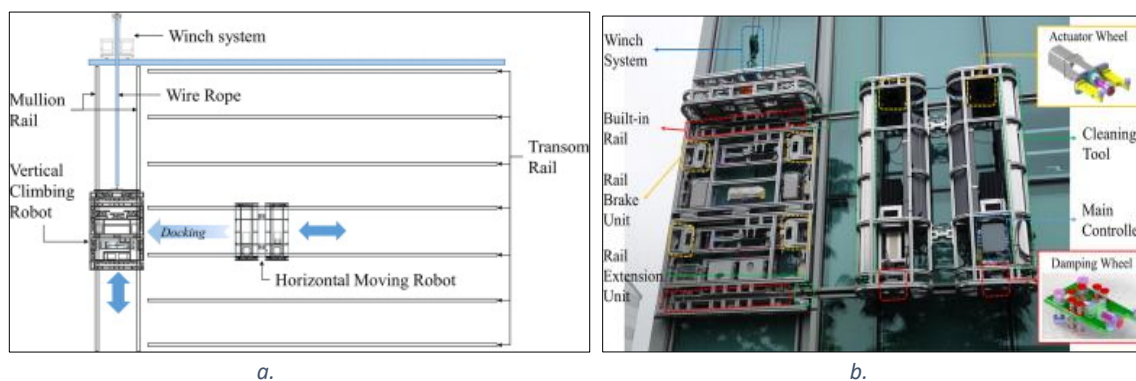 Winch system
Wire Rope
Mullion
Rail
Vertical
Climbing
Robot
Docking
Horizontal Moving Robot
Transom
Rail
a.
Winch
System
Built-in
Rail
Rail
Brake
Unit
Rail
Extension
Unit
Actuator Wheel
Cleaning
Tool
Main
Controlle
Damping Wheel
b.